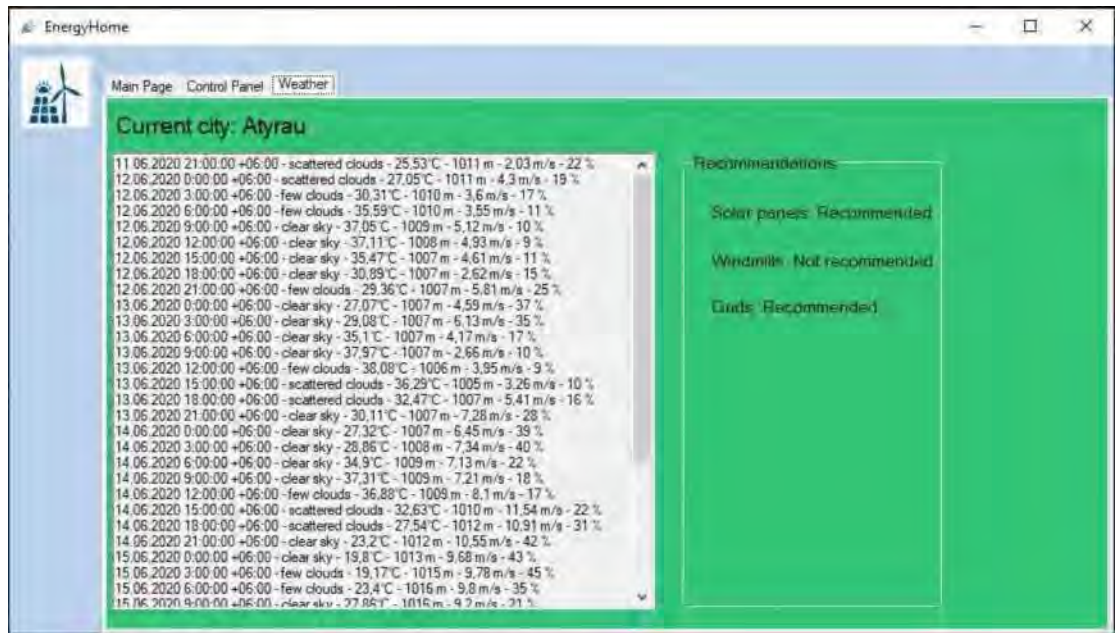 EnergyHome
Main Page Control Panel Weather
Current city: Atyrau
11.06.2020 21:00:00 +06:00 - scattered clouds - 25,53°C - 1011 m - 2,03 m/s - 22 %
12.06.2020 0:00:00 +06:00 - scattered clouds - 27,05°C - 1011 m - 4,3 m/s - 19 %
12.06.2020 3:00:00 +06:00 - few clouds - 30,31°C - 1010 m - 3,6 m/s - 17 %
12.06.2020 6:00:00 +06:00 - few clouds - 35,59°C - 1010 m - 3,55 m/s - 11 %
12.06.2020 9:00:00 +06:00 - clear sky - 37,05°C - 1009 m - 5,12 m/s - 10 %
12.06.2020 12:00:00 +06:00 - clear sky - 37,11°C - 1008 m - 4,93 m/s - 9 %
12.06.2020 15:00:00 +06:00 - clear sky - 35,47°C - 1007 m - 4,61 m/s - 11 %
12.06.2020 18:00:00 +06:00 - clear sky - 30,89°C - 1007 m - 2,62 m/s - 15 %
12.06.2020 21:00:00 +06:00 - few clouds - 29,36°C - 1007 m - 5,81 m/s - 25 %
13.06.2020 0:00:00 +06:00 - clear sky - 27,07°C - 1007 m - 4,59 m/s - 37 %
13.06.2020 3:00:00 +06:00 - clear sky - 29,08°C - 1007 m - 6,13 m/s - 35 %
13.06.2020 6:00:00 +06:00 - clear sky - 35,1°C - 1007 m - 4,17 m/s - 17 %
13.06.2020 9:00:00 +06:00 - clear sky - 37,97°C - 1007 m - 2,66 m/s - 10 %
13.06.2020 12:00:00 +06:00 - few clouds - 38,08°C - 1006 m - 3,95 m/s - 9 %
13.06.2020 15:00:00 +06:00 - scattered clouds - 36,29°C - 1005 m - 3,26 m/s - 10 %
13.06.2020 18:00:00 +06:00 - scattered clouds - 32,47°C - 1007 m - 5,41 m/s - 16 %
13.06.2020 21:00:00 +06:00 - clear sky - 30,11°C - 1007 m - 7,28 m/s - 28 %
14.06.2020 0:00:00 +06:00 - clear sky - 27,32°C - 1007 m - 6,45 m/s - 39 %
14.06.2020 3:00:00 +06:00 - clear sky - 28,86°C - 1008 m - 7,34 m/s - 40 %
14.06.2020 6:00:00 +06:00 - clear sky - 34,9°C - 1009 m - 7,13 m/s - 22 %
14.06.2020 9:00:00 +06:00 - clear sky - 37,31°C - 1009 m - 7,21 m/s - 18 %
14.06.2020 12:00:00 +06:00 - few clouds - 36,88°C - 1009 m - 8,1 m/s - 17 %
14.06.2020 15:00:00 +06:00 - scattered clouds - 32,63°C - 1010 m - 11,54 m/s - 22 %
14.06.2020 18:00:00 +06:00 - scattered clouds - 27,54°C - 1012 m - 10,91 m/s - 31 %
14.06.2020 21:00:00 +06:00 - clear sky - 23,2°C - 1012 m - 10,55 m/s - 42 %
15.06.2020 0:00:00 +06:00 - clear sky - 19,8°C - 1013 m - 9,68 m/s - 43 %
15.06.2020 3:00:00 +06:00 - few clouds - 19,17°C - 1015 m - 9,78 m/s - 45 %
15.06.2020 6:00:00 +06:00 - few clouds - 23,4°C - 1016 m - 9,8 m/s - 35 %
15.06.2020 9:00:00 +06:00 - clear sky - 27,86°C - 1016 m - 9,2 m/s - 21 %
Recommandations
Solar panels: Recommended
Windmills: Not recommended
Grids: Recommended